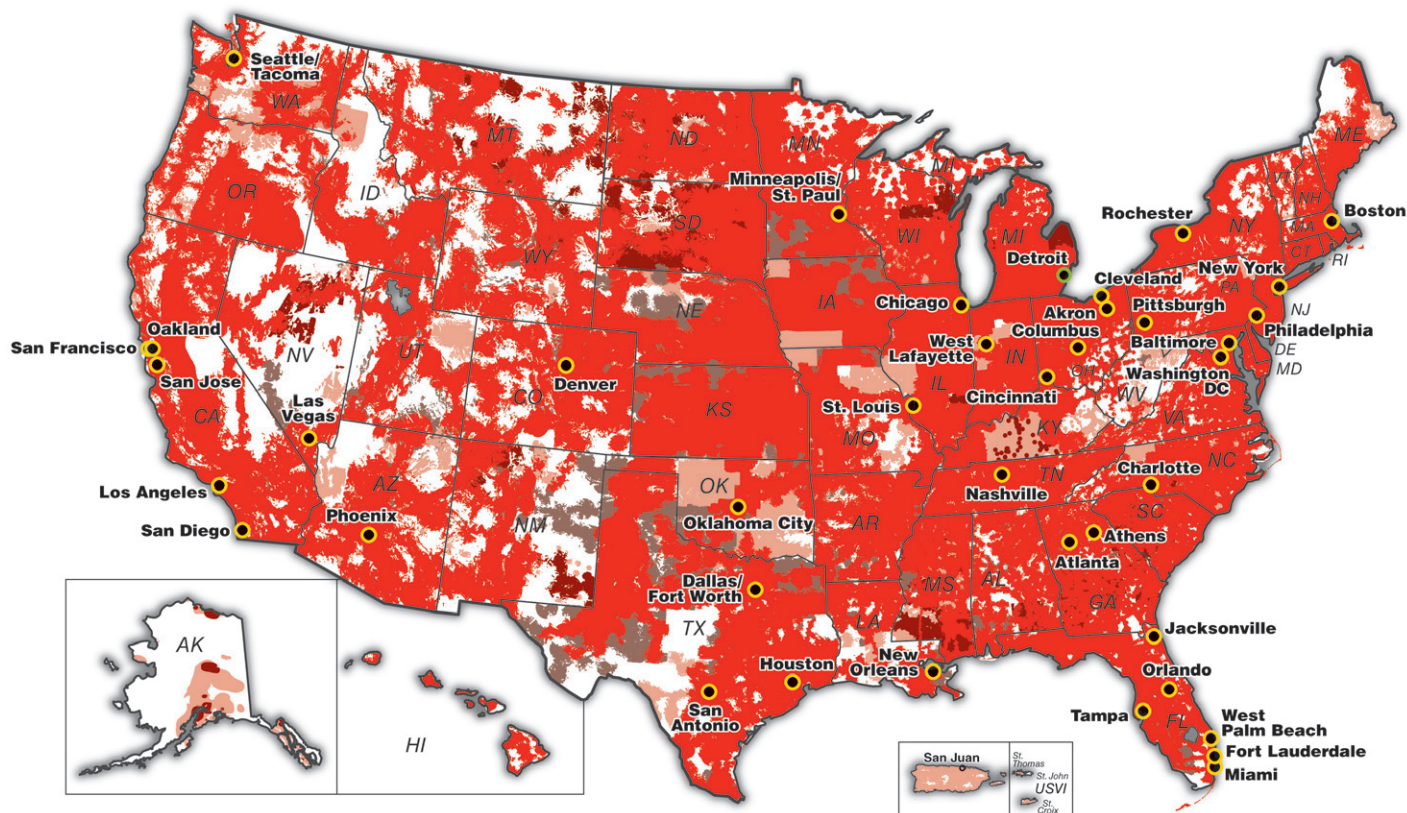 Seattle/
Tacoma
WA
MT
ND
MN
ME
OR
ID
MI
VT
NH
Minneapolis/
St. Paul
SD
WY
WI
MI
Rochester
NY
Boston
MA
CT
RI
Detroit
Cleveland
New York
PA
IA
NE
Chicago
Akron
Pittsburgh
NJ
Columbus
Philadelphia
Oakland
San Francisco
San Jose
NV
UT
West
Lafayette
IN
OH
Baltimore
DE
MD
Washington
DC
Denver
CO
KS
IL
Cincinnati
WV
VA
CA
Las
Vegas
St. Louis
MO
KY
Los Angeles
AZ
NM
OK
Oklahoma City
Nashville
TN
Charlotte
NC
San Diego
Phoenix
AR
SC
Athens
Atlanta
Dallas/
Fort Worth
MS
AL
GA
TX
LA
AK
Jacksonville
Houston
New
Orleans
Orlando
San
Antonio
Tampa
FL
West
Palm Beach
Fort Lauderdale
Miami
HI
San Juan
St.
Thomas
St. John
USVI
St.
Croix